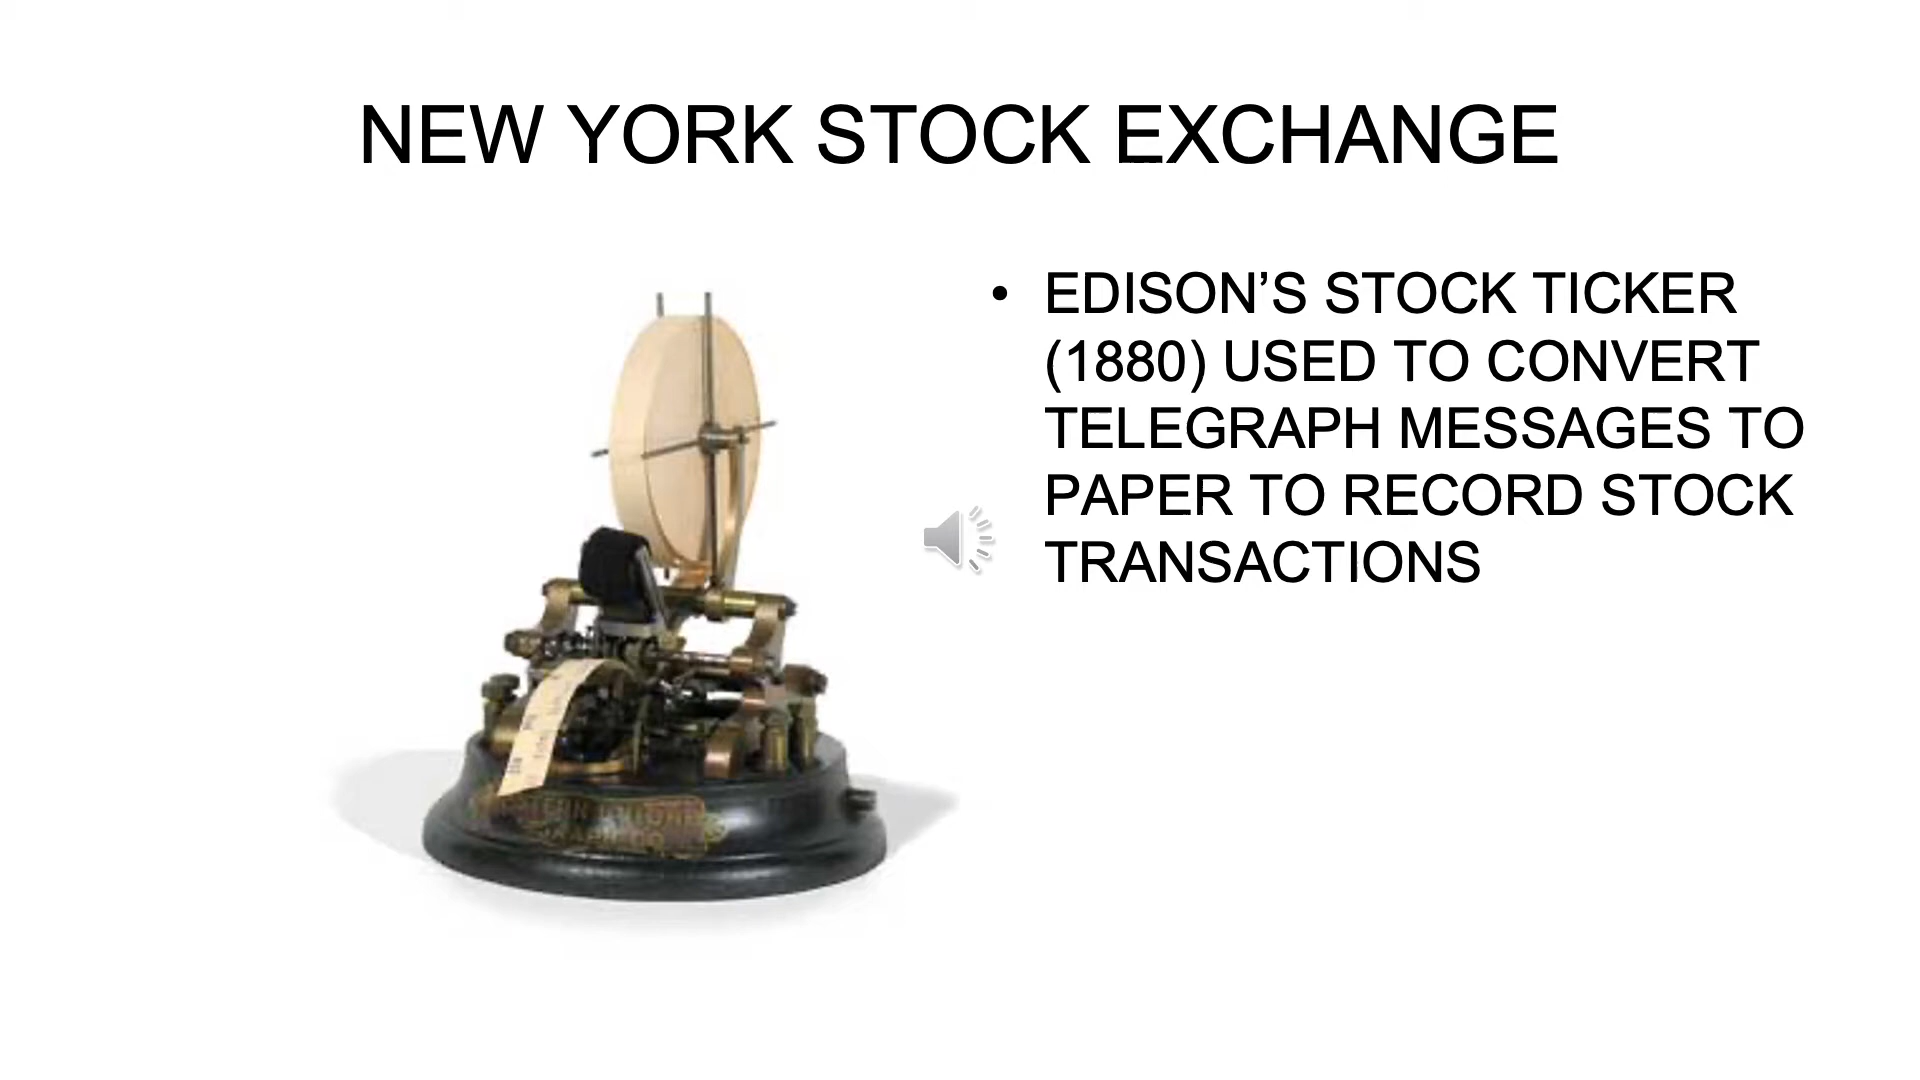 NEW YORK STOCK EXCHANGE
• EDISON’S STOCK TICKER
(1880) USED TO CONVERT
TELEGRAPH MESSAGES TO
PAPER TO RECORD STOCK
TRANSACTIONS